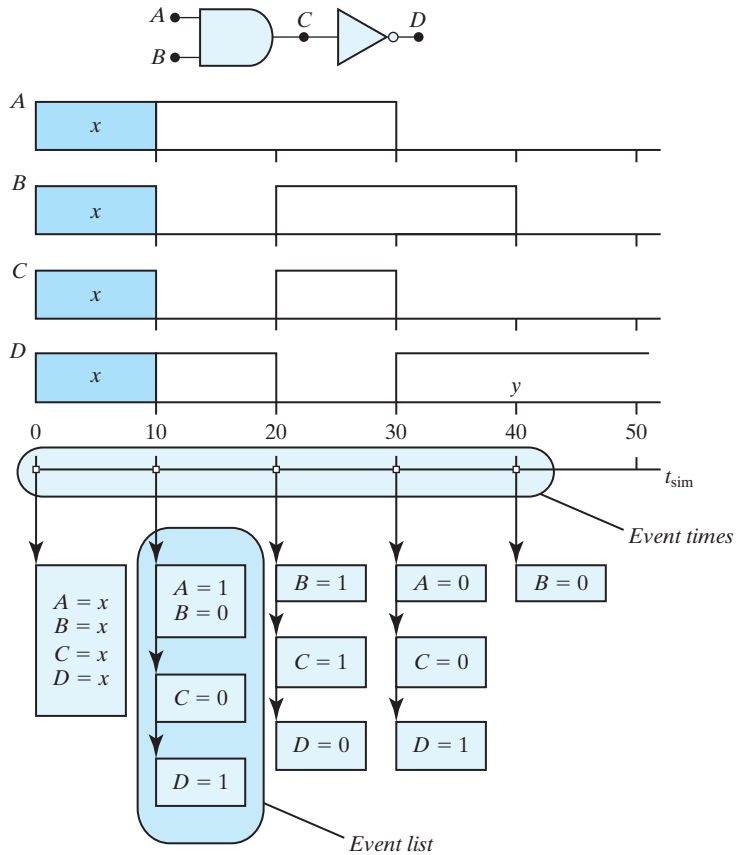 A
C
D
B
A
x
B
x
C
x
D
x
y
0 10 20 30 40 50
t_sim
Event times
A = x
B = x
C = x
D = x
A = 1
B = 0
B = 1
A = 0
B = 0
C = 0
C = 1
C = 0
D = 1
D = 0
D = 1
Event list